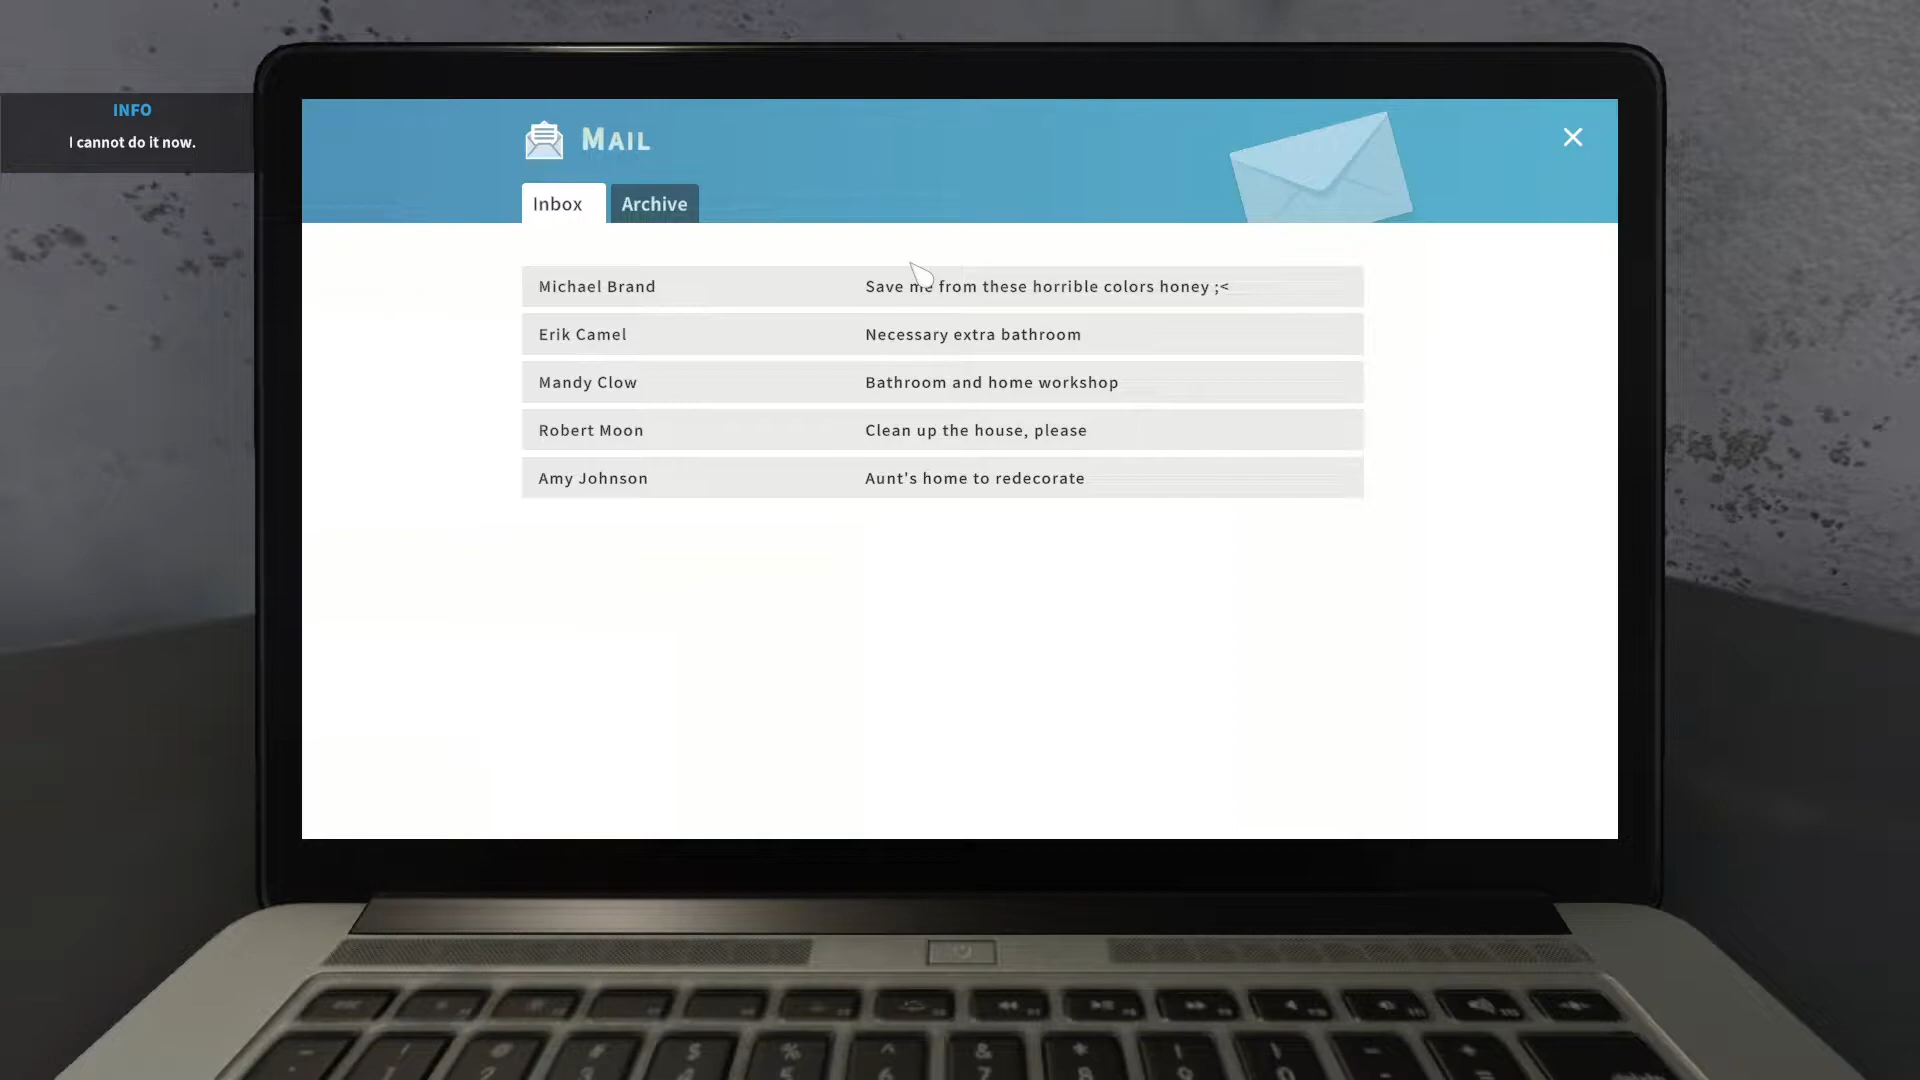 INFO
I cannot do it now.
MAIL
Inbox
Archive
Michael Brand Save me from these horrible colors honey ;<
Erik Camel Necessary extra bathroom
Mandy Clow Bathroom and home workshop
Robert Moon Clean up the house, please
Amy Johnson Aunt's home to redecorate